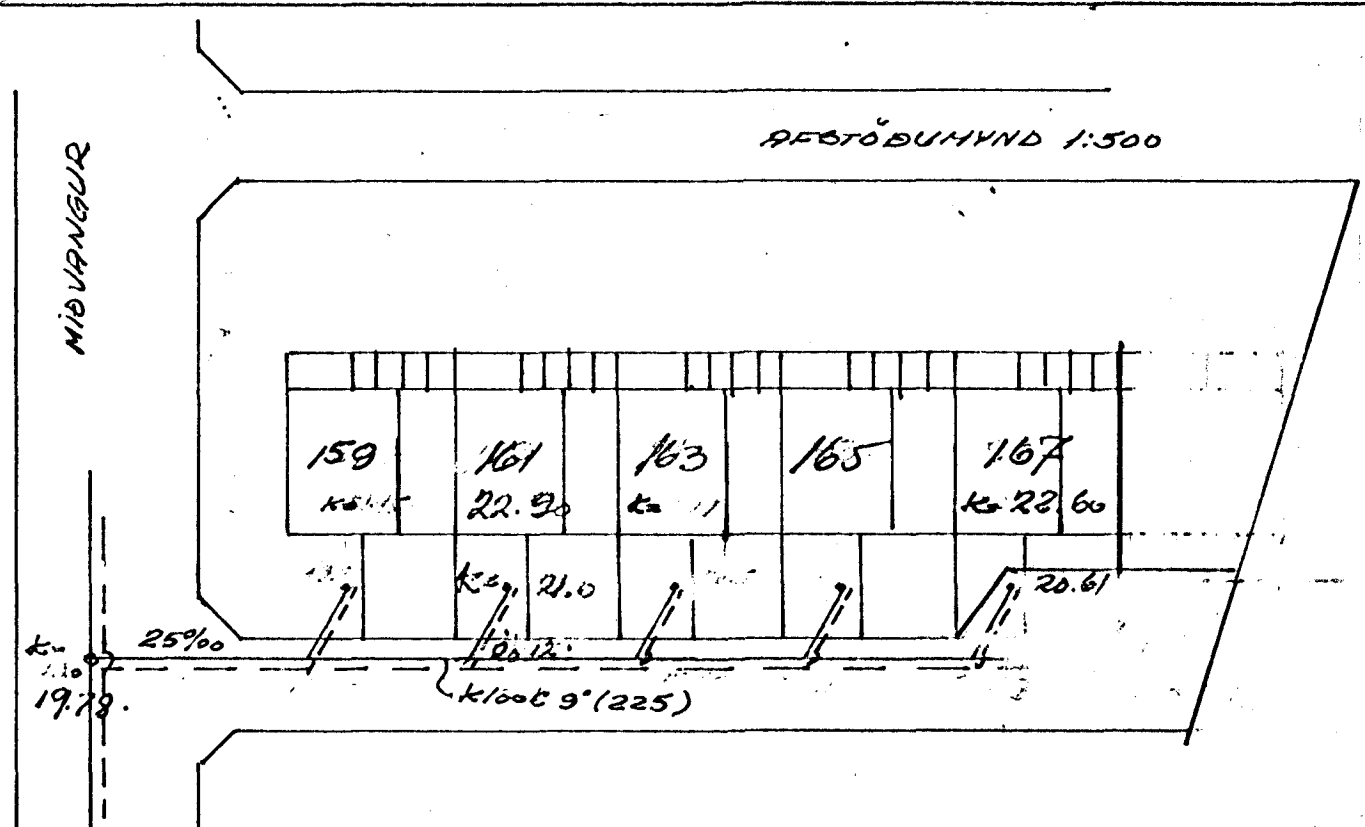 AFSTÖÐUMYND 1:500
MIÐVANGUR
159
161
163
165
167
22.90
K=
K= 22.60
K= 21.0
20.61
25‰
19.78.
Klóak 9" (225)